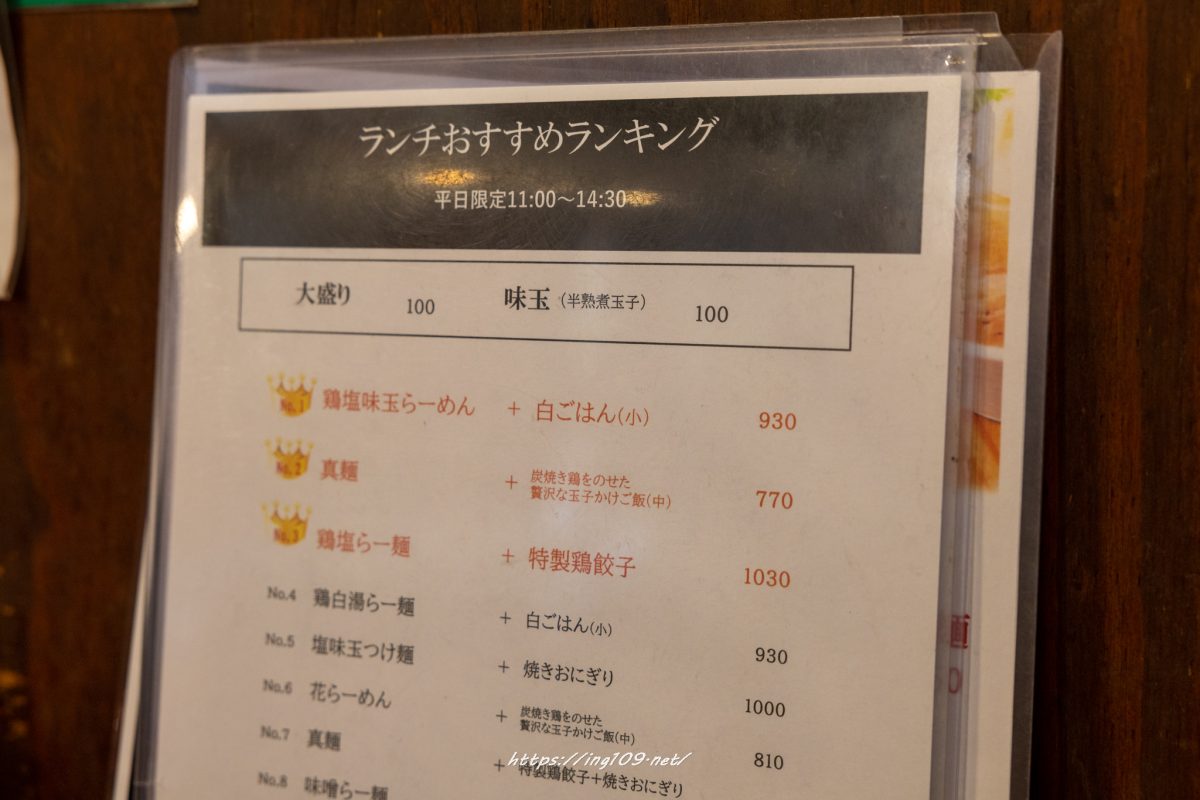 ランチおすすめランキング
平日限定11:00〜14:30
大盛り 100 味玉(半熟煮玉子) 100
No.1 鶏塩味玉らーめん + 白ごはん(小) 930
No.2 真麺 + 炭焼き鶏をのせた
贅沢な玉子かけご飯(中) 770
No.3 鶏塩らー麺 + 特製鶏餃子 1030
No.4 鶏白湯らー麺 + 白ごはん(小) 930
No.5 塩味玉つけ麺 + 焼きおにぎり 1000
No.6 花らーめん + 炭焼き鶏をのせた
贅沢な玉子かけご飯(中) 810
No.7 真麺 + 特製鶏餃子+焼きおにぎり
No.8 味噌らー麺
https://ing109.net/